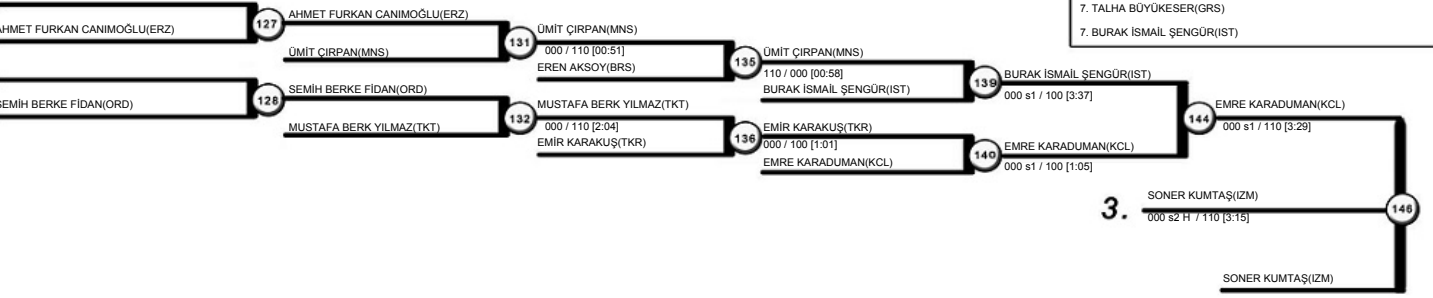 7. TALHA BÜYÜKESER(GRS)
7. BURAK İSMAİL ŞENGÜR(IST)
AHMET FURKAN CANIMOĞLU(ERZ)
127
AHMET FURKAN CANIMOĞLU(ERZ)
ÜMİT ÇIRPAN(MNS)
131
ÜMİT ÇIRPAN(MNS)
000 / 110 [00:51]
EREN AKSOY(BRS)
135
ÜMİT ÇIRPAN(MNS)
110 / 000 [00:58]
BURAK İSMAİL ŞENGÜR(IST)
139
BURAK İSMAİL ŞENGÜR(IST)
000 s1 / 100 [3:37]
SEMİH BERKE FİDAN(ORD)
128
SEMİH BERKE FİDAN(ORD)
MUSTAFA BERK YILMAZ(TKT)
132
MUSTAFA BERK YILMAZ(TKT)
000 / 110 [2:04]
EMİR KARAKUŞ(TKR)
136
EMİR KARAKUŞ(TKR)
000 / 100 [1:01]
EMRE KARADUMAN(KCL)
140
EMRE KARADUMAN(KCL)
000 s1 / 100 [1:05]
144
EMRE KARADUMAN(KCL)
000 s1 / 110 [3:29]
3.
SONER KUMTAŞ(IZM)
000 s2 H / 110 [3:15]
146
SONER KUMTAŞ(IZM)